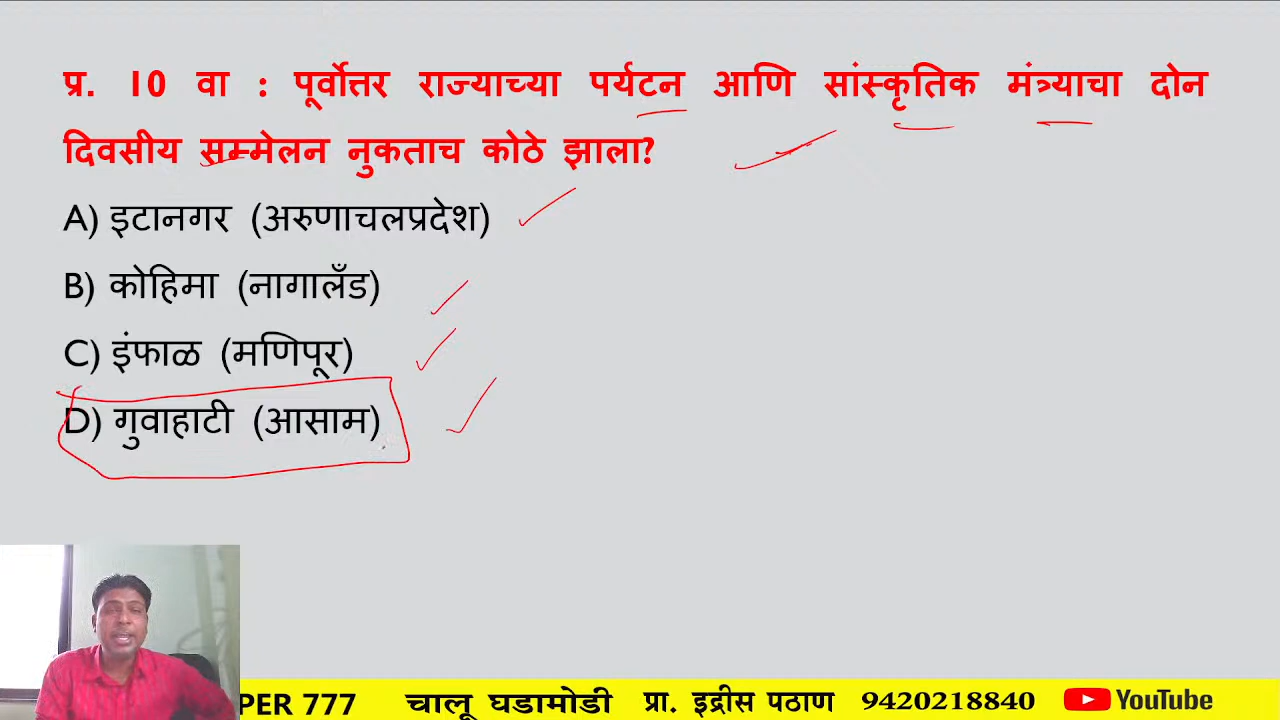 प्र. 10 वा : पूर्वोत्तर राज्याच्या पर्यटन आणि सांस्कृतिक मंत्र्याचा दोन
दिवसीय सम्मेलन नुकताच कोठे झाला?
A) इटानगर (अरुणाचलप्रदेश)
B) कोहिमा (नागालँड)
C) इंफाळ (मणिपूर)
D) गुवाहाटी (आसाम)
PER 777 चालू घडामोडी प्रा. इद्रीस पठाण 9420218840 YouTube